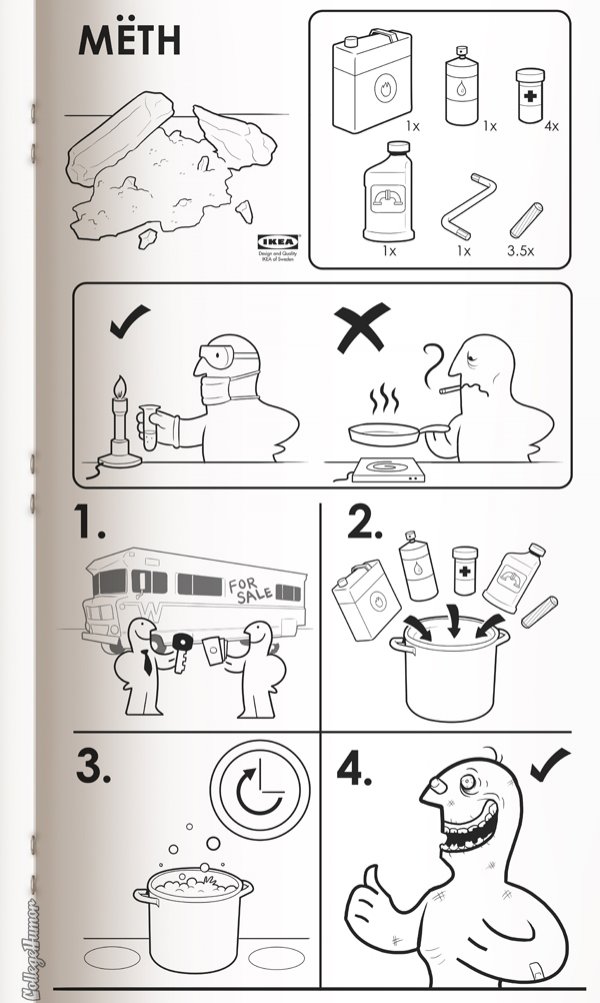 MËTH
1x
1x
4x
1x
1x
3.5x
IKEA
Design and Quality
IKEA of Sweden
1.
FOR
SALE
W
2.
3.
4.
CollegeHumor